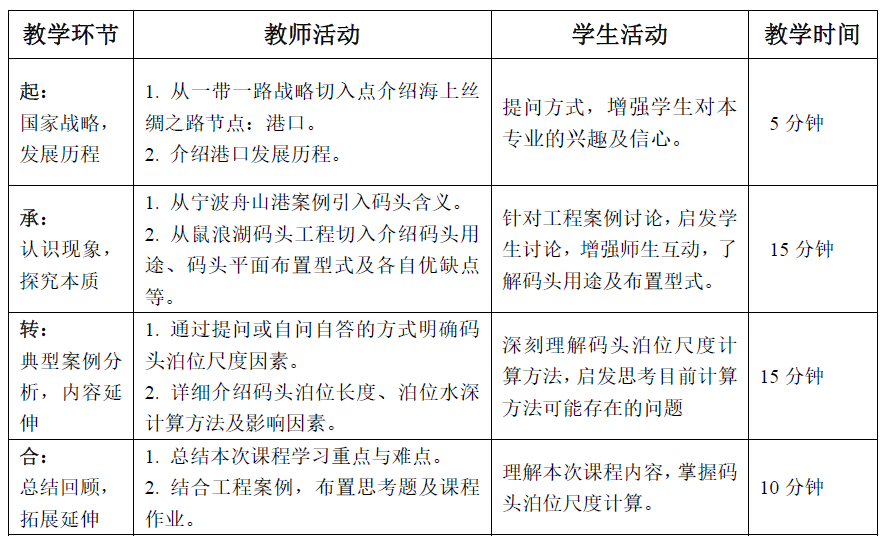 教学环节 教师活动 学生活动 教学时间
起：
国家战略，
发展历程
1. 从一带一路战略切入点介绍海上丝
绸之路节点：港口。
2. 介绍港口发展历程。
提问方式，增强学生对本
专业的兴趣及信心。
5 分钟
承：
认识现象，
探究本质
1. 从宁波舟山港案例引入码头含义。
2. 从鼠浪湖码头工程切入介绍码头用
途、码头平面布置型式及各自优缺点
等。
针对工程案例讨论，启发学
生讨论，增强师生互动，了
解码头用途及布置型式。
15 分钟
转：
典型案例分
析，内容延
伸
1. 通过提问或自问自答的方式明确码
头泊位尺度因素。
2. 详细介绍码头泊位长度、泊位水深
计算方法及影响因素。
深刻理解码头泊位尺度计
算方法，启发思考目前计算
方法可能存在的问题
15 分钟
合：
总结回顾，
拓展延伸
1. 总结本次课程学习重点与难点。
2. 结合工程案例，布置思考题及课程
作业。
理解本次课程内容，掌握码
头泊位尺度计算。
10 分钟